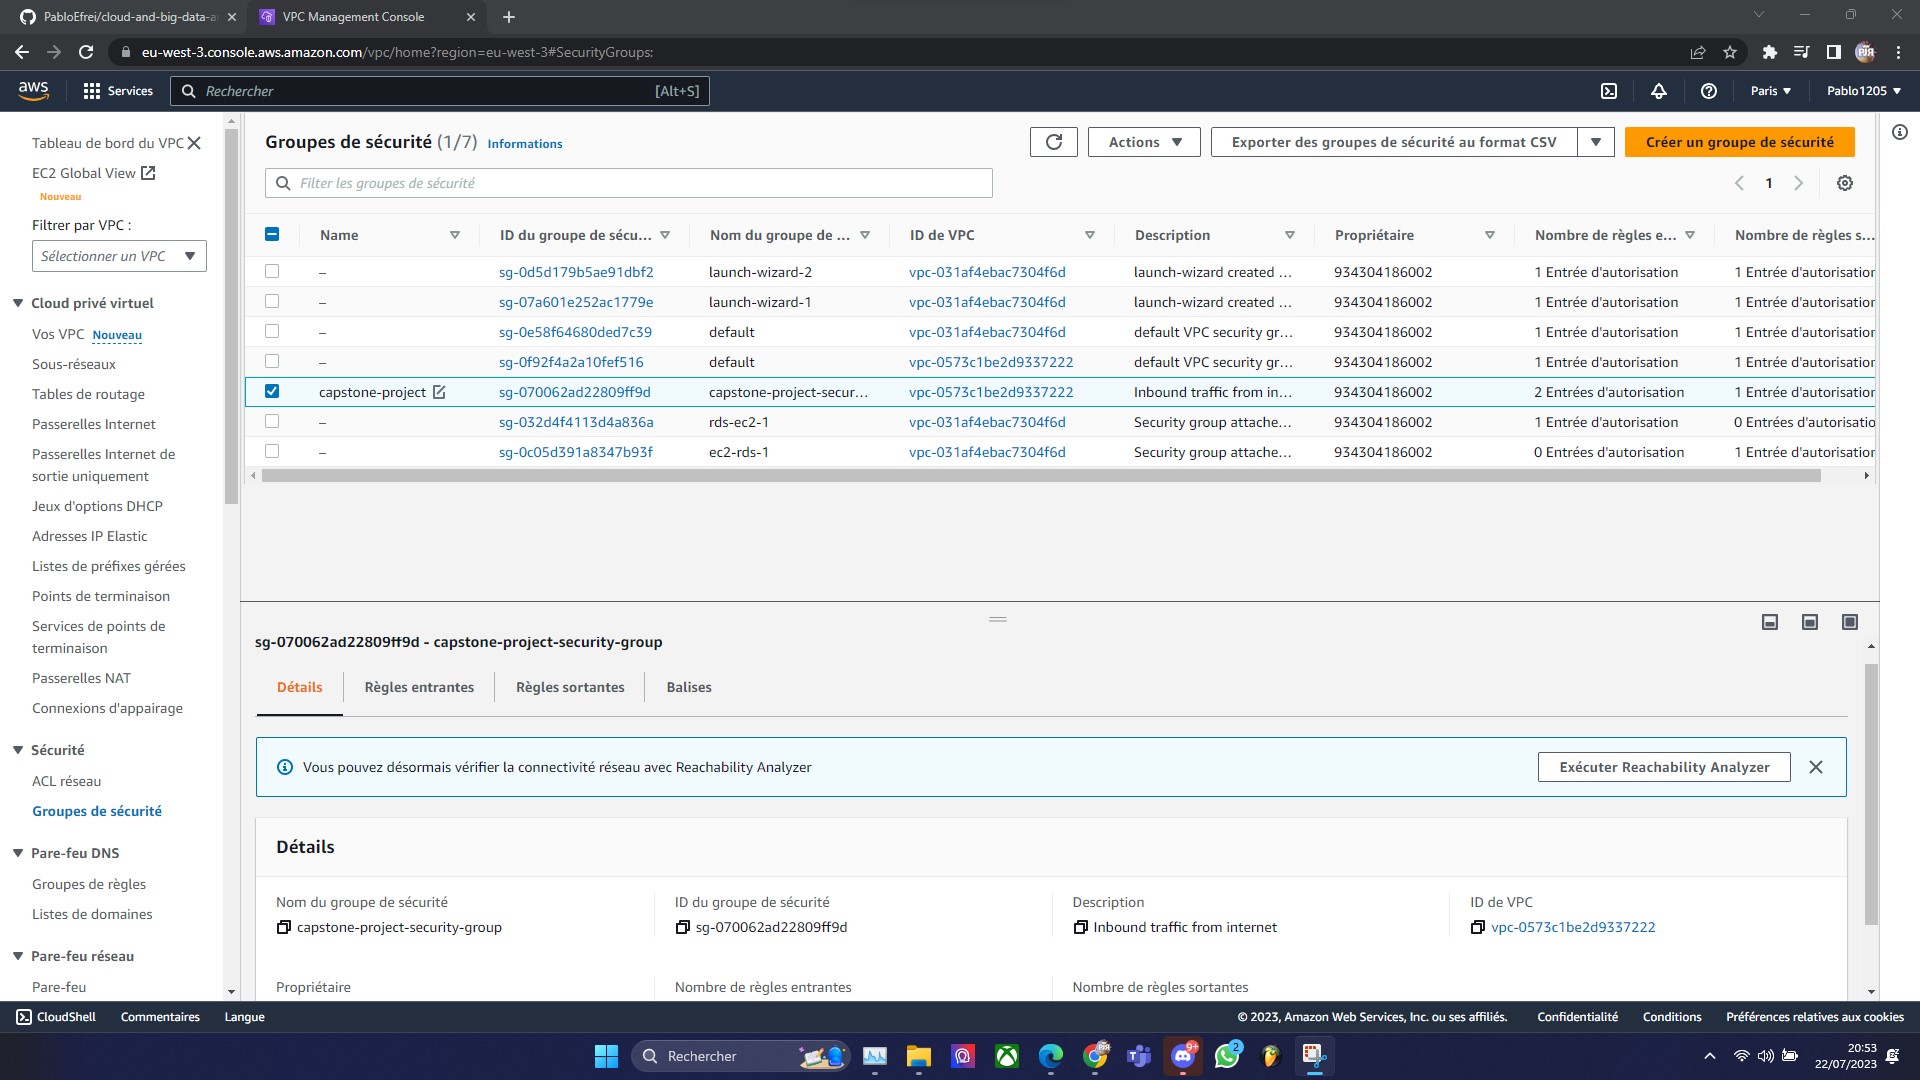 PabloEfrei/cloud-and-big-data-a
VPC Management Console
eu-west-3.console.aws.amazon.com/vpc/home?region=eu-west-3#SecurityGroups:
aws
Services
Rechercher
[Alt+S]
Paris
Pablo1205
Tableau de bord du VPC
EC2 Global View
Nouveau
Filtrer par VPC :
Sélectionner un VPC
Cloud privé virtuel
Vos VPC Nouveau
Sous-réseaux
Tables de routage
Passerelles Internet
Passerelles Internet de
sortie uniquement
Jeux d'options DHCP
Adresses IP Elastic
Listes de préfixes gérées
Points de terminaison
Services de points de
terminaison
Passerelles NAT
Connexions d'appairage
Sécurité
ACL réseau
Groupes de sécurité
Pare-feu DNS
Groupes de règles
Listes de domaines
Pare-feu réseau
Pare-feu
Groupes de sécurité (1/7) Informations
Actions
Exporter des groupes de sécurité au format CSV
Créer un groupe de sécurité
Filter les groupes de sécurité
1
Name ID du groupe de sécu... Nom du groupe de ... ID de VPC Description Propriétaire Nombre de règles e... Nombre de règles s...
– sg-0d5d179b5ae91dbf2 launch-wizard-2 vpc-031af4ebac7304f6d launch-wizard created ... 934304186002 1 Entrée d'autorisation 1 Entrée d'autorisation
– sg-07a601e252ac1779e launch-wizard-1 vpc-031af4ebac7304f6d launch-wizard created ... 934304186002 1 Entrée d'autorisation 1 Entrée d'autorisation
– sg-0e58f64680ded7c39 default vpc-031af4ebac7304f6d default VPC security gr... 934304186002 1 Entrée d'autorisation 1 Entrée d'autorisation
– sg-0f92f4a2a10fef516 default vpc-0573c1be2d9337222 default VPC security gr... 934304186002 1 Entrée d'autorisation 1 Entrée d'autorisation
capstone-project sg-070062ad22809ff9d capstone-project-secur... vpc-0573c1be2d9337222 Inbound traffic from in... 934304186002 2 Entrées d'autorisation 1 Entrée d'autorisation
– sg-032d4f4113d4a836a rds-ec2-1 vpc-031af4ebac7304f6d Security group attache... 934304186002 1 Entrée d'autorisation 0 Entrées d'autorisatio
– sg-0c05d391a8347b93f ec2-rds-1 vpc-031af4ebac7304f6d Security group attache... 934304186002 0 Entrées d'autorisation 1 Entrée d'autorisation
sg-070062ad22809ff9d - capstone-project-security-group
Détails Règles entrantes Règles sortantes Balises
Vous pouvez désormais vérifier la connectivité réseau avec Reachability Analyzer
Exécuter Reachability Analyzer
Détails
Nom du groupe de sécurité
capstone-project-security-group
ID du groupe de sécurité
sg-070062ad22809ff9d
Description
Inbound traffic from internet
ID de VPC
vpc-0573c1be2d9337222
Propriétaire
Nombre de règles entrantes
Nombre de règles sortantes
CloudShell
Commentaires
Langue
© 2023, Amazon Web Services, Inc. ou ses affiliés.
Confidentialité
Conditions
Préférences relatives aux cookies
Rechercher
9+
2
20:53
22/07/2023